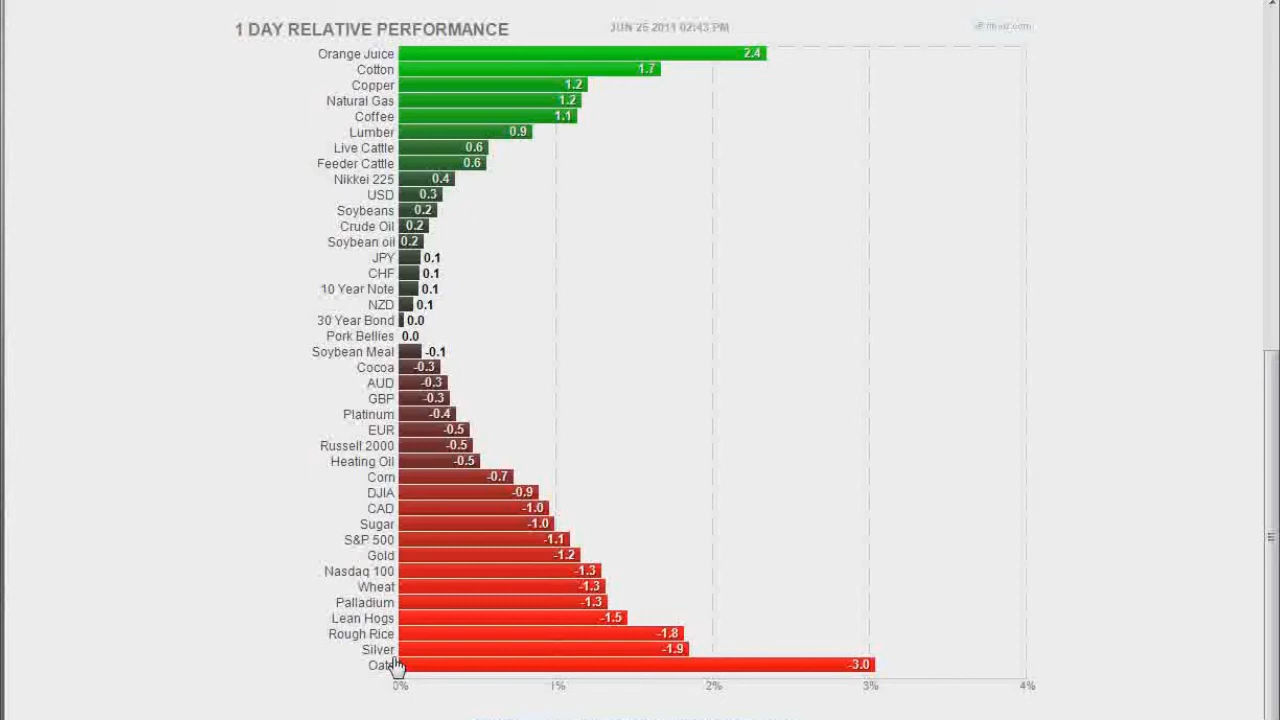 1 DAY RELATIVE PERFORMANCE JUN 25 2011 02:43 PM
Orange Juice 2.4
Cotton 1.7
Copper 1.2
Natural Gas 1.2
Coffee 1.1
Lumber 0.9
Live Cattle 0.6
Feeder Cattle 0.6
Nikkei 225 0.4
USD 0.3
Soybeans 0.2
Crude Oil 0.2
Soybean oil 0.2
JPY 0.1
CHF 0.1
10 Year Note 0.1
NZD 0.1
30 Year Bond 0.0
Pork Bellies 0.0
Soybean Meal -0.1
Cocoa -0.3
AUD -0.3
GBP -0.3
Platinum -0.4
EUR -0.5
Russell 2000 -0.5
Heating Oil -0.5
Corn -0.7
DJIA -0.9
CAD -1.0
Sugar -1.0
S&P 500 -1.1
Gold -1.2
Nasdaq 100 -1.3
Wheat -1.3
Palladium -1.3
Lean Hogs -1.5
Rough Rice -1.8
Silver -1.9
Oats -3.0
0% 1% 2% 3% 4%